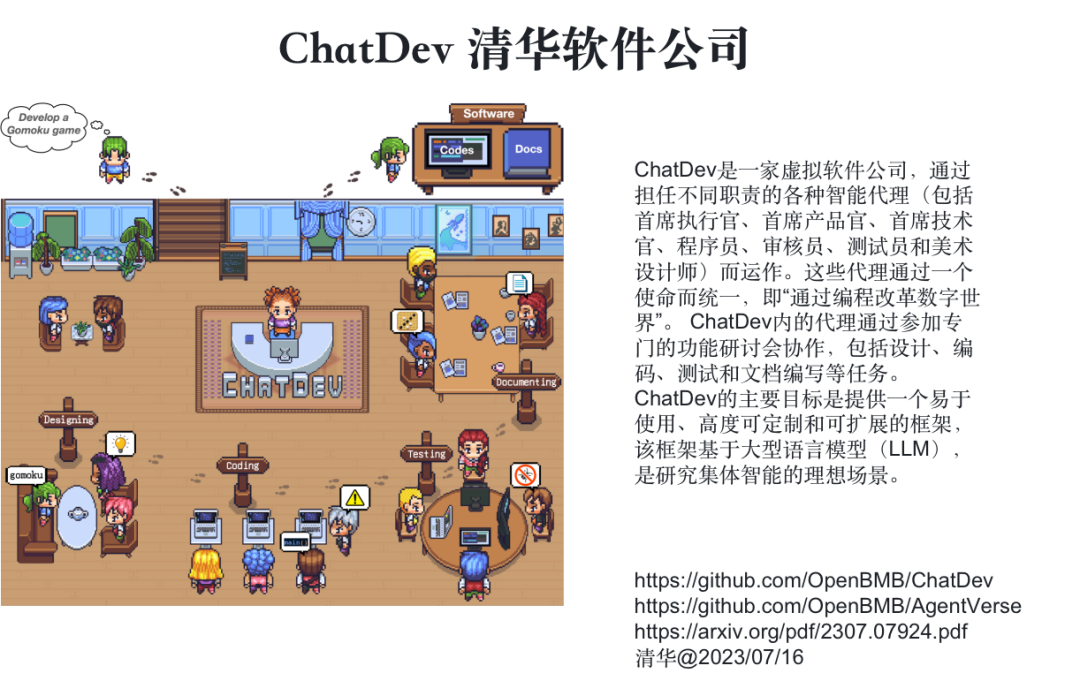 ChatDev 清华软件公司
Develop a
Gomoku game
Software
Codes
Docs
CHATDEV
Documenting
Designing
gomoku
Coding
Testing
main()
ChatDev是一家虚拟软件公司，通过
担任不同职责的各种智能代理（包括
首席执行官、首席产品官、首席技术
官、程序员、审核员、测试员和美术
设计师）而运作。这些代理通过一个
使命而统一，即“通过编程改革数字世
界”。 ChatDev内的代理通过参加专
门的功能研讨会协作，包括设计、编
码、测试和文档编写等任务。
ChatDev的主要目标是提供一个易于
使用、高度可定制和可扩展的框架，
该框架基于大型语言模型（LLM），
是研究集体智能的理想场景。
https://github.com/OpenBMB/ChatDev
https://github.com/OpenBMB/AgentVerse
https://arxiv.org/pdf/2307.07924.pdf
清华@2023/07/16